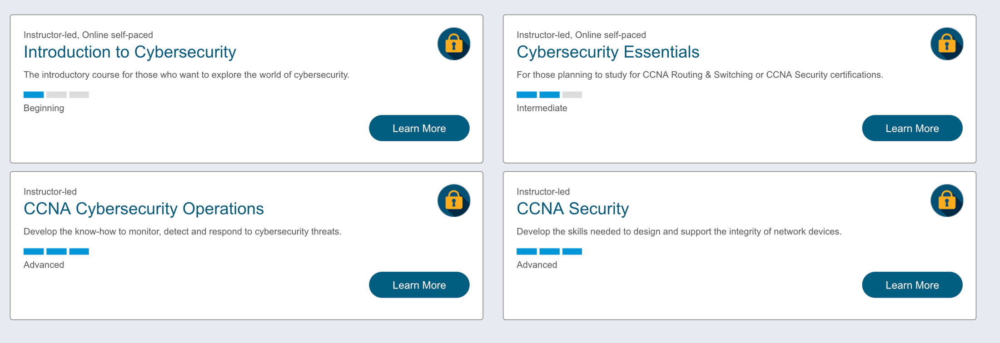 Instructor-led, Online self-paced
Introduction to Cybersecurity
The introductory course for those who want to explore the world of cybersecurity.
Beginning
Learn More
Instructor-led, Online self-paced
Cybersecurity Essentials
For those planning to study for CCNA Routing & Switching or CCNA Security certifications.
Intermediate
Learn More
Instructor-led
CCNA Cybersecurity Operations
Develop the know-how to monitor, detect and respond to cybersecurity threats.
Advanced
Learn More
Instructor-led
CCNA Security
Develop the skills needed to design and support the integrity of network devices.
Advanced
Learn More